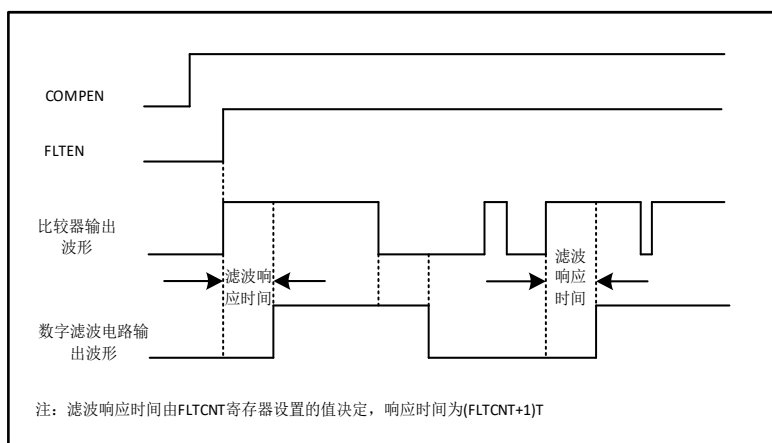 COMPEN
FLTEN
比较器输出
波形
滤波响
应时间
滤波
响应
时间
数字滤波电路输
出波形
注：滤波响应时间由FLTCNT寄存器设置的值决定，响应时间为(FLTCNT+1)T